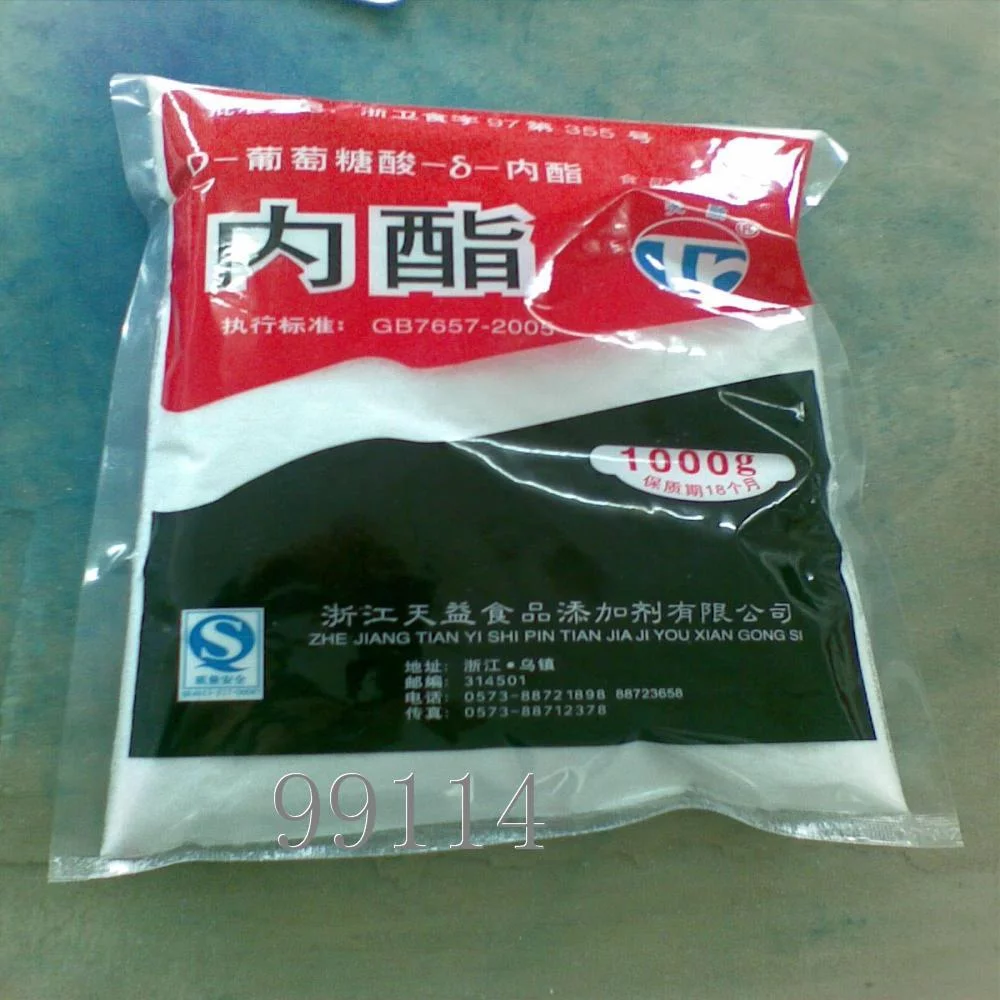 浙卫食字97第355号
D-葡萄糖酸-δ-内酯
内酯
执行标准: GB7657-2005
1000g
保质期18个月
浙江天益食品添加剂有限公司
ZHE JIANG TIAN YI SHI PIN TIAN JIA JI YOU XIAN GONG SI
质量安全
地址: 浙江•乌镇
邮编: 314501
电话: 0573-88721898 88723658
传真: 0573-88712378
99114